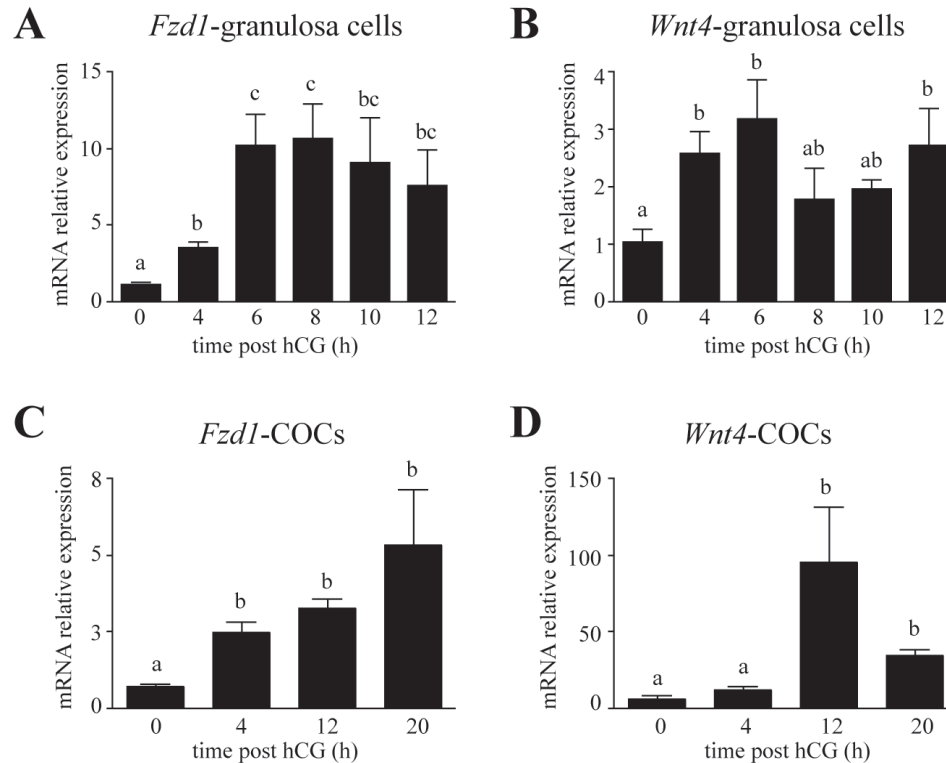 A
Fzd1-granulosa cells
mRNA relative expression
15
10
5
0
a
b
c
c
bc
bc
0 4 6 8 10 12
time post hCG (h)
B
Wnt4-granulosa cells
mRNA relative expression
4
3
2
1
0
a
b
b
ab
ab
b
0 4 6 8 10 12
time post hCG (h)
C
Fzd1-COCs
mRNA relative expression
8
5
3
0
a
b
b
b
0 4 12 20
time post hCG (h)
D
Wnt4-COCs
mRNA relative expression
150
100
50
0
a
a
b
b
0 4 12 20
time post hCG (h)